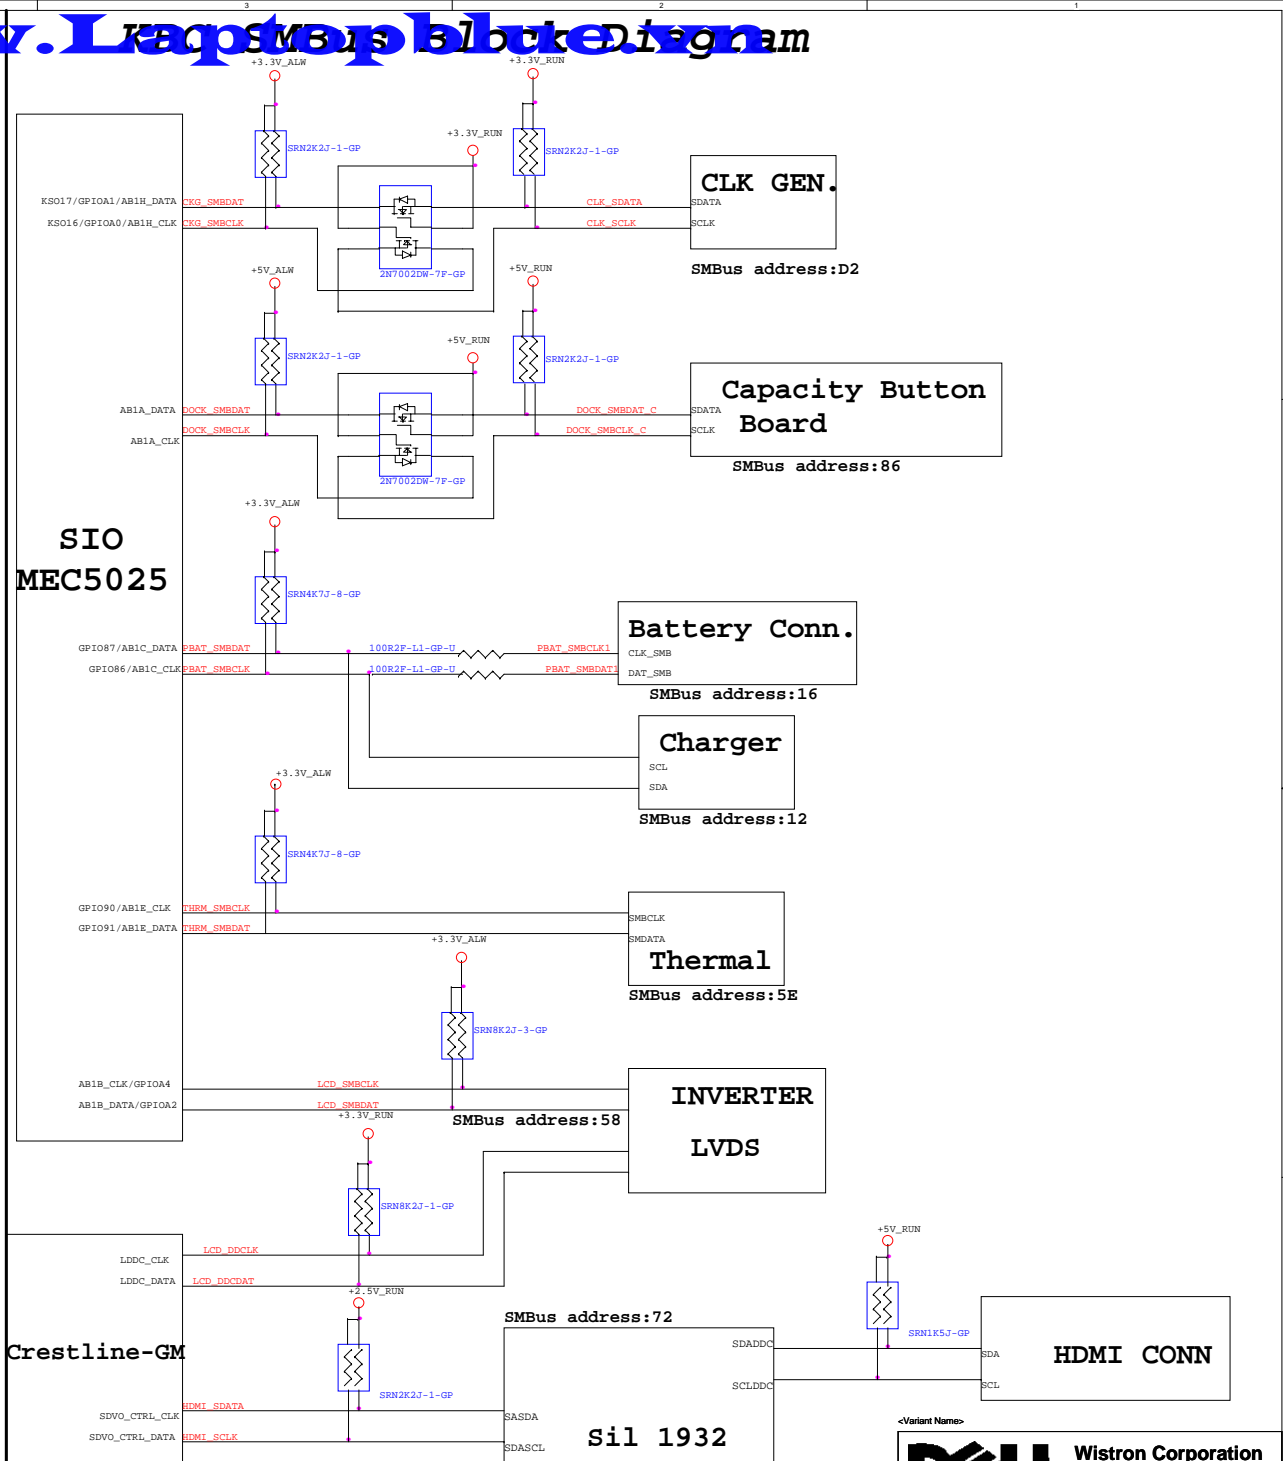 3
2
1
KBC SMBus Block Diagram
v.Laptopblue.vn
+3.3V_ALW
+3.3V_RUN
SRN2K2J-1-GP
+3.3V_RUN
SRN2K2J-1-GP
CLK GEN.
KSO17/GPIOA1/AB1H_DATA
CKG_SMBDAT
CLK_SDATA
SDATA
KSO16/GPIOA0/AB1H_CLK
CKG_SMBCLK
CLK_SCLK
SCLK
2N7002DW-7F-GP
SMBus address:D2
+5V_ALW
+5V_RUN
SRN2K2J-1-GP
+5V_RUN
SRN2K2J-1-GP
Capacity Button
Board
AB1A_DATA
DOCK_SMBDAT
DOCK_SMBDAT_C
SDATA
AB1A_CLK
DOCK_SMBCLK
DOCK_SMBCLK_C
SCLK
2N7002DW-7F-GP
SMBus address:86
+3.3V_ALW
SIO
MEC5025
SRN4K7J-8-GP
Battery Conn.
GPIO87/AB1C_DATA
PBAT_SMBDAT
100R2F-L1-GP-U
PBAT_SMBCLK1
CLK_SMB
GPIO86/AB1C_CLK
PBAT_SMBCLK
100R2F-L1-GP-U
PBAT_SMBDAT1
DAT_SMB
SMBus address:16
Charger
SCL
SDA
SMBus address:12
+3.3V_ALW
SRN4K7J-8-GP
GPIO90/AB1E_CLK
THRM_SMBCLK
SMBCLK
GPIO91/AB1E_DATA
THRM_SMBDAT
SMDATA
Thermal
SMBus address:5E
+3.3V_ALW
SRN8K2J-3-GP
AB1B_CLK/GPIOA4
LCD_SMBCLK
AB1B_DATA/GPIOA2
LCD_SMBDAT
INVERTER
LVDS
SMBus address:58
+3.3V_RUN
SRN8K2J-1-GP
LDDC_CLK
LCD_DDCLK
LDDC_DATA
LCD_DDCDAT
+2.5V_RUN
+5V_RUN
SMBus address:72
SRN1K5J-GP
Crestline-GM
SRN2K2J-1-GP
SDADDC
SDA
HDMI CONN
SCLDDC
SCL
SDVO_CTRL_CLK
HDMI_SDATA
SASDA
SDVO_CTRL_DATA
HDMI_SCLK
SDASCL
Sil 1932
<Variant Name>
DELL
Wistron Corporation